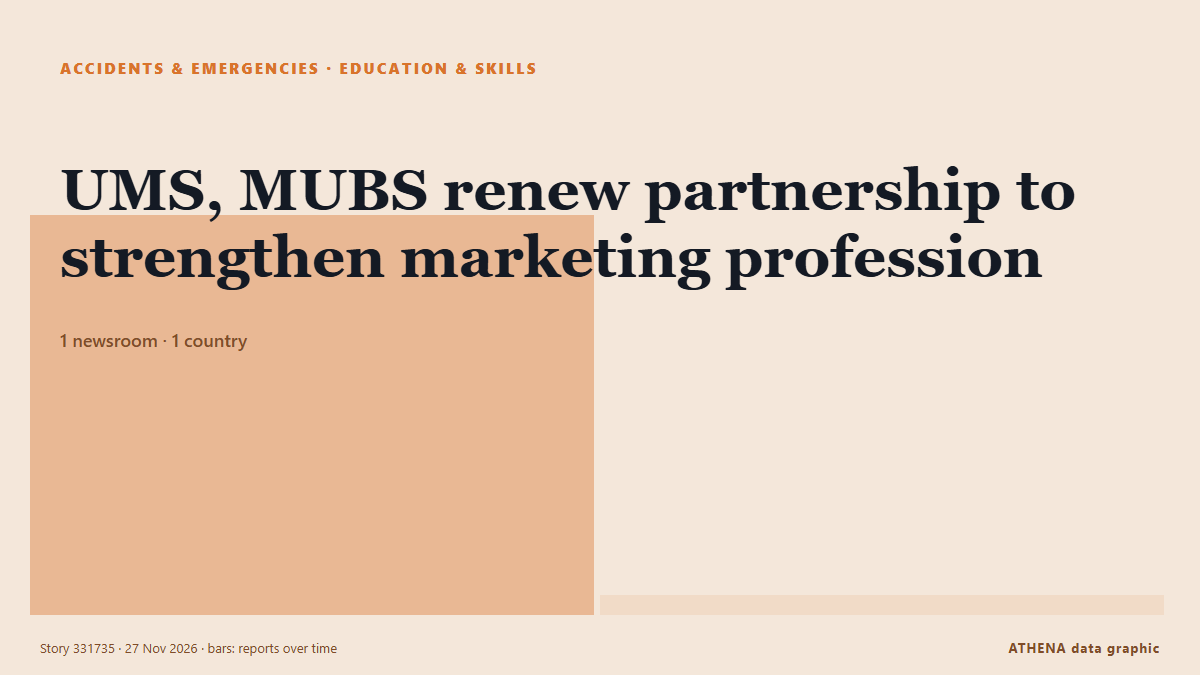 ACCIDENTS & EMERGENCIES · EDUCATION & SKILLS
UMS, MUBS renew partnership to
strengthen marketing profession
1 newsroom · 1 country
Story 331735 · 27 Nov 2026 · bars: reports over time
ATHENA data graphic